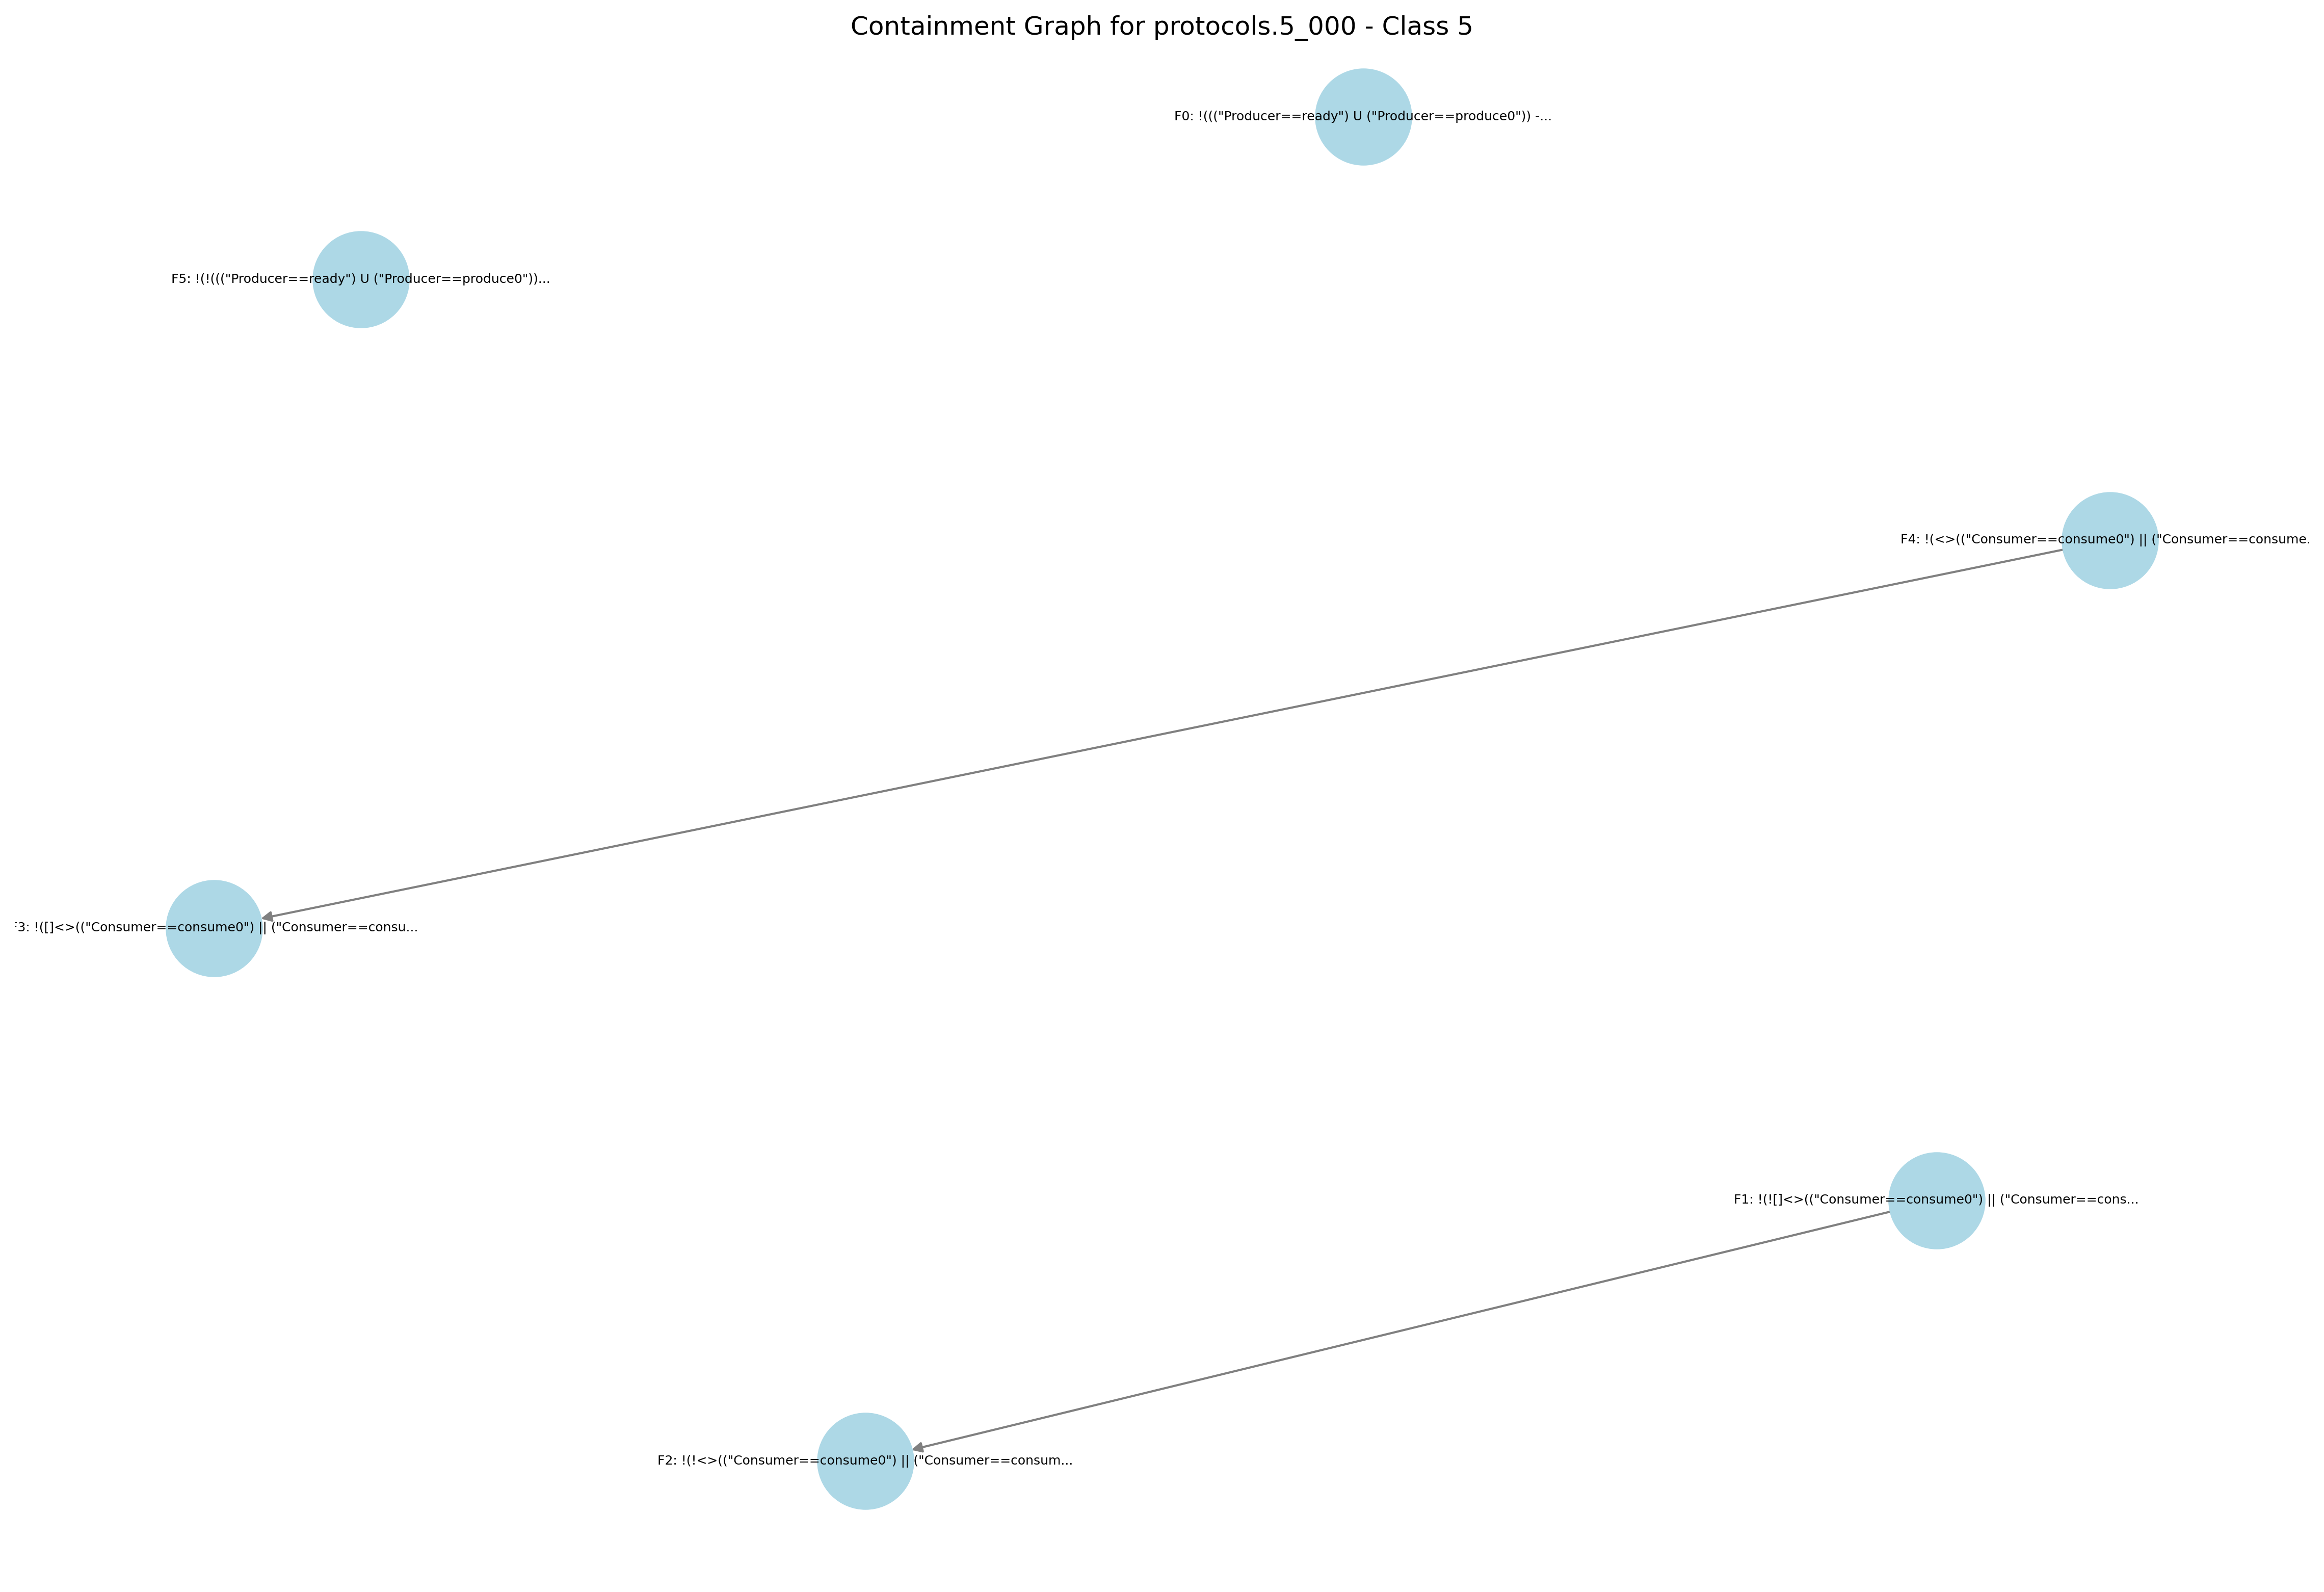 Containment Graph for protocols.5_000 - Class 5
F0: !((("Producer==ready") U ("Producer==produce0")) -...
F5: !(!((("Producer==ready") U ("Producer==produce0"))...
F4: !(<>(("Consumer==consume0") || ("Consumer==consume.
F3: !([]<>(("Consumer==consume0") || ("Consumer==consu...
F1: !(![]<>(("Consumer==consume0") || ("Consumer==cons...
F2: !(!<>(("Consumer==consume0") || ("Consumer==consum...